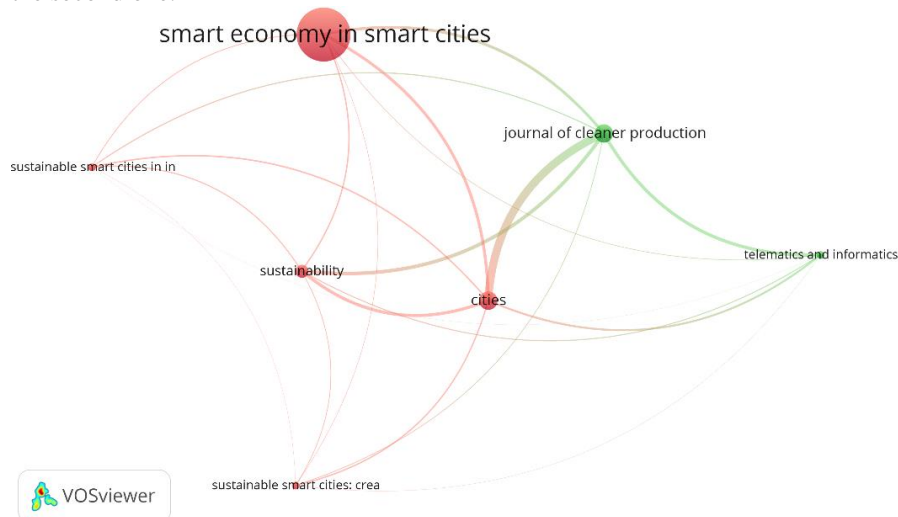 smart economy in smart cities
journal of cleaner production
sustainable smart cities in in
telematics and informatics
sustainability
cities
sustainable smart cities: crea
VOSviewer